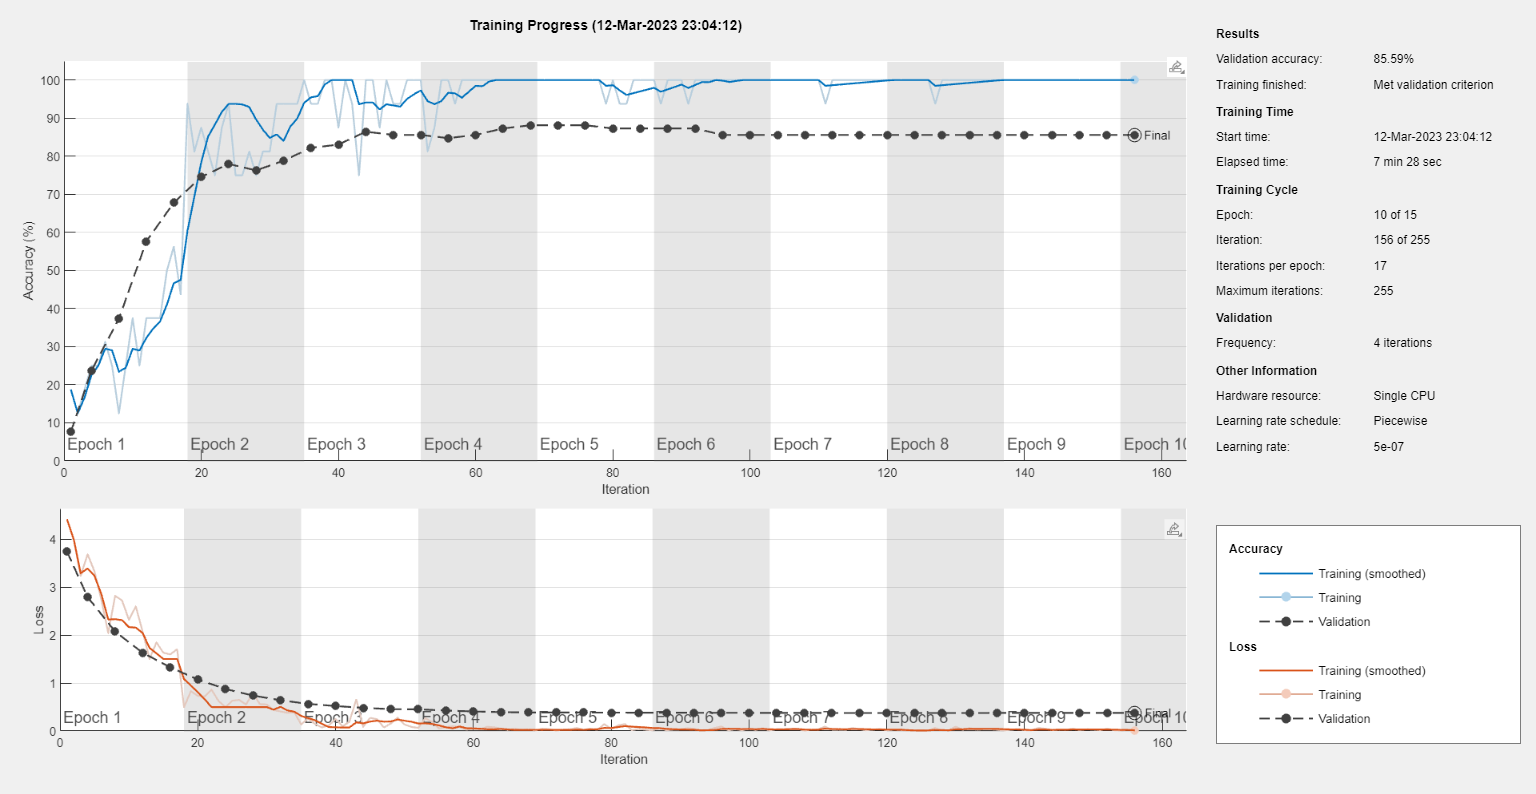 Training Progress (12-Mar-2023 23:04:12)
100
90
80
70
60
50
40
30
20
10
0
Accuracy (%)
Final
Epoch 1
Epoch 2
Epoch 3
Epoch 4
Epoch 5
Epoch 6
Epoch 7
Epoch 8
Epoch 9
Epoch 10
0
20
40
60
80
100
120
140
160
Iteration
4
3
2
1
0
Loss
Final
Epoch 1
Epoch 2
Epoch 3
Epoch 4
Epoch 5
Epoch 6
Epoch 7
Epoch 8
Epoch 9
Epoch 10
0
20
40
60
80
100
120
140
160
Iteration
Results
Validation accuracy: 85.59%
Training finished: Met validation criterion
Training Time
Start time: 12-Mar-2023 23:04:12
Elapsed time: 7 min 28 sec
Training Cycle
Epoch: 10 of 15
Iteration: 156 of 255
Iterations per epoch: 17
Maximum iterations: 255
Validation
Frequency: 4 iterations
Other Information
Hardware resource: Single CPU
Learning rate schedule: Piecewise
Learning rate: 5e-07
Accuracy
Training (smoothed)
Training
Validation
Loss
Training (smoothed)
Training
Validation